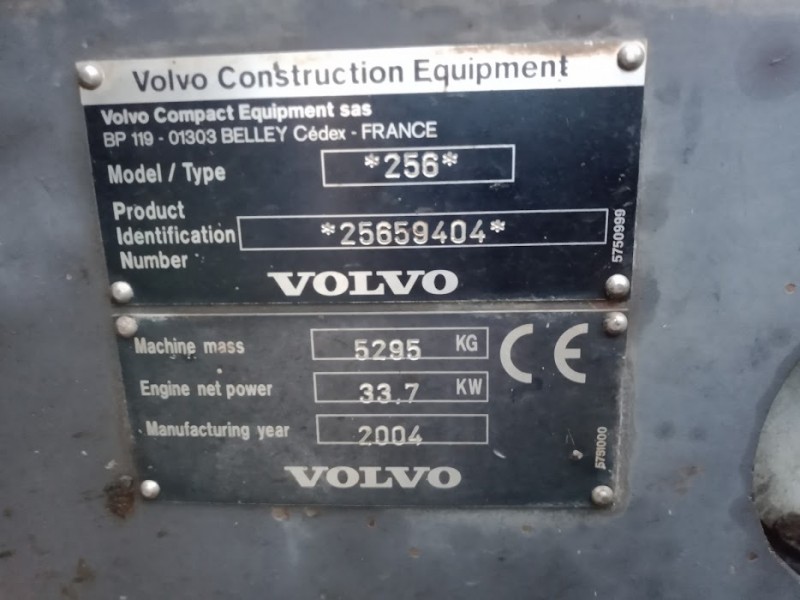 Volvo Construction Equipment
Volvo Compact Equipment sas
BP 119 - 01303 BELLEY Cédex - FRANCE
Model / Type *256*
Product
Identification *25659404*
Number
5750999
VOLVO
Machine mass 5295 KG
CE
Engine net power 33,7 KW
Manufacturing year 2004
5751000
VOLVO